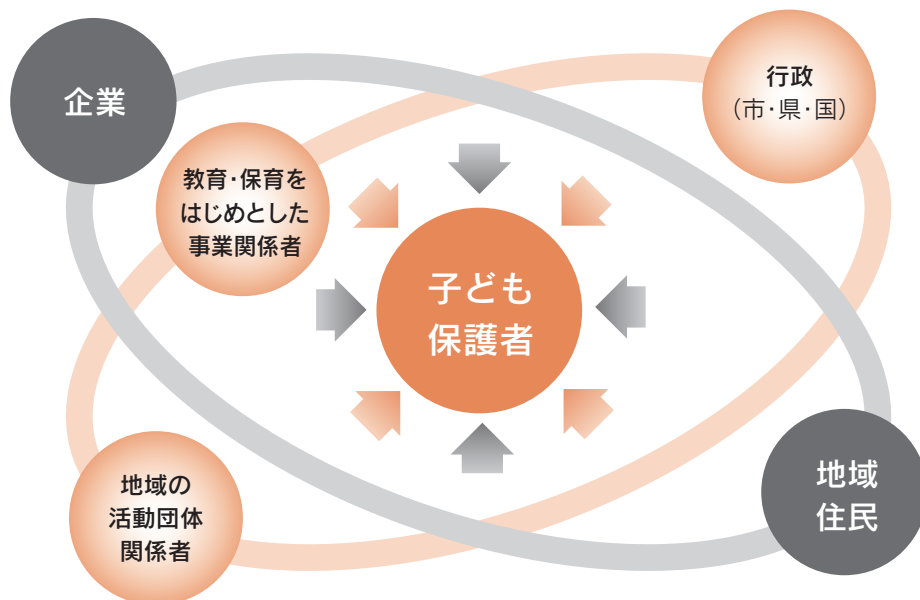 企業
行政
（市・県・国）
教育・保育を
はじめとした
事業関係者
子ども
保護者
地域の
活動団体
関係者
地域
住民